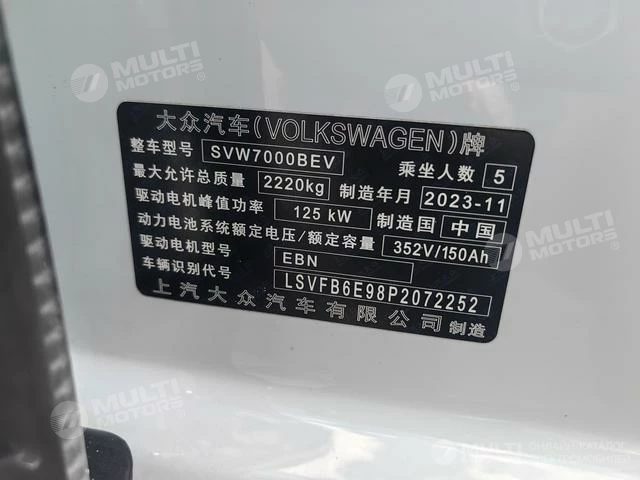 MULTI MOTORS®
MULTI MOTORS®
MULTI MOTORS®
大众汽车(VOLKSWAGEN)牌
整车型号 SVW7000BEV 乘坐人数 5
最大允许总质量 2220kg 制造年月 2023-11
驱动电机峰值功率 125 kW 制造国 中国
动力电池系统额定电压/额定容量 352V/150Ah
驱动电机型号 EBN
车辆识别代号 LSVFB6E98P2072252
上汽大众汽车有限公司 制造
MULTI MOTORS®
MULTI